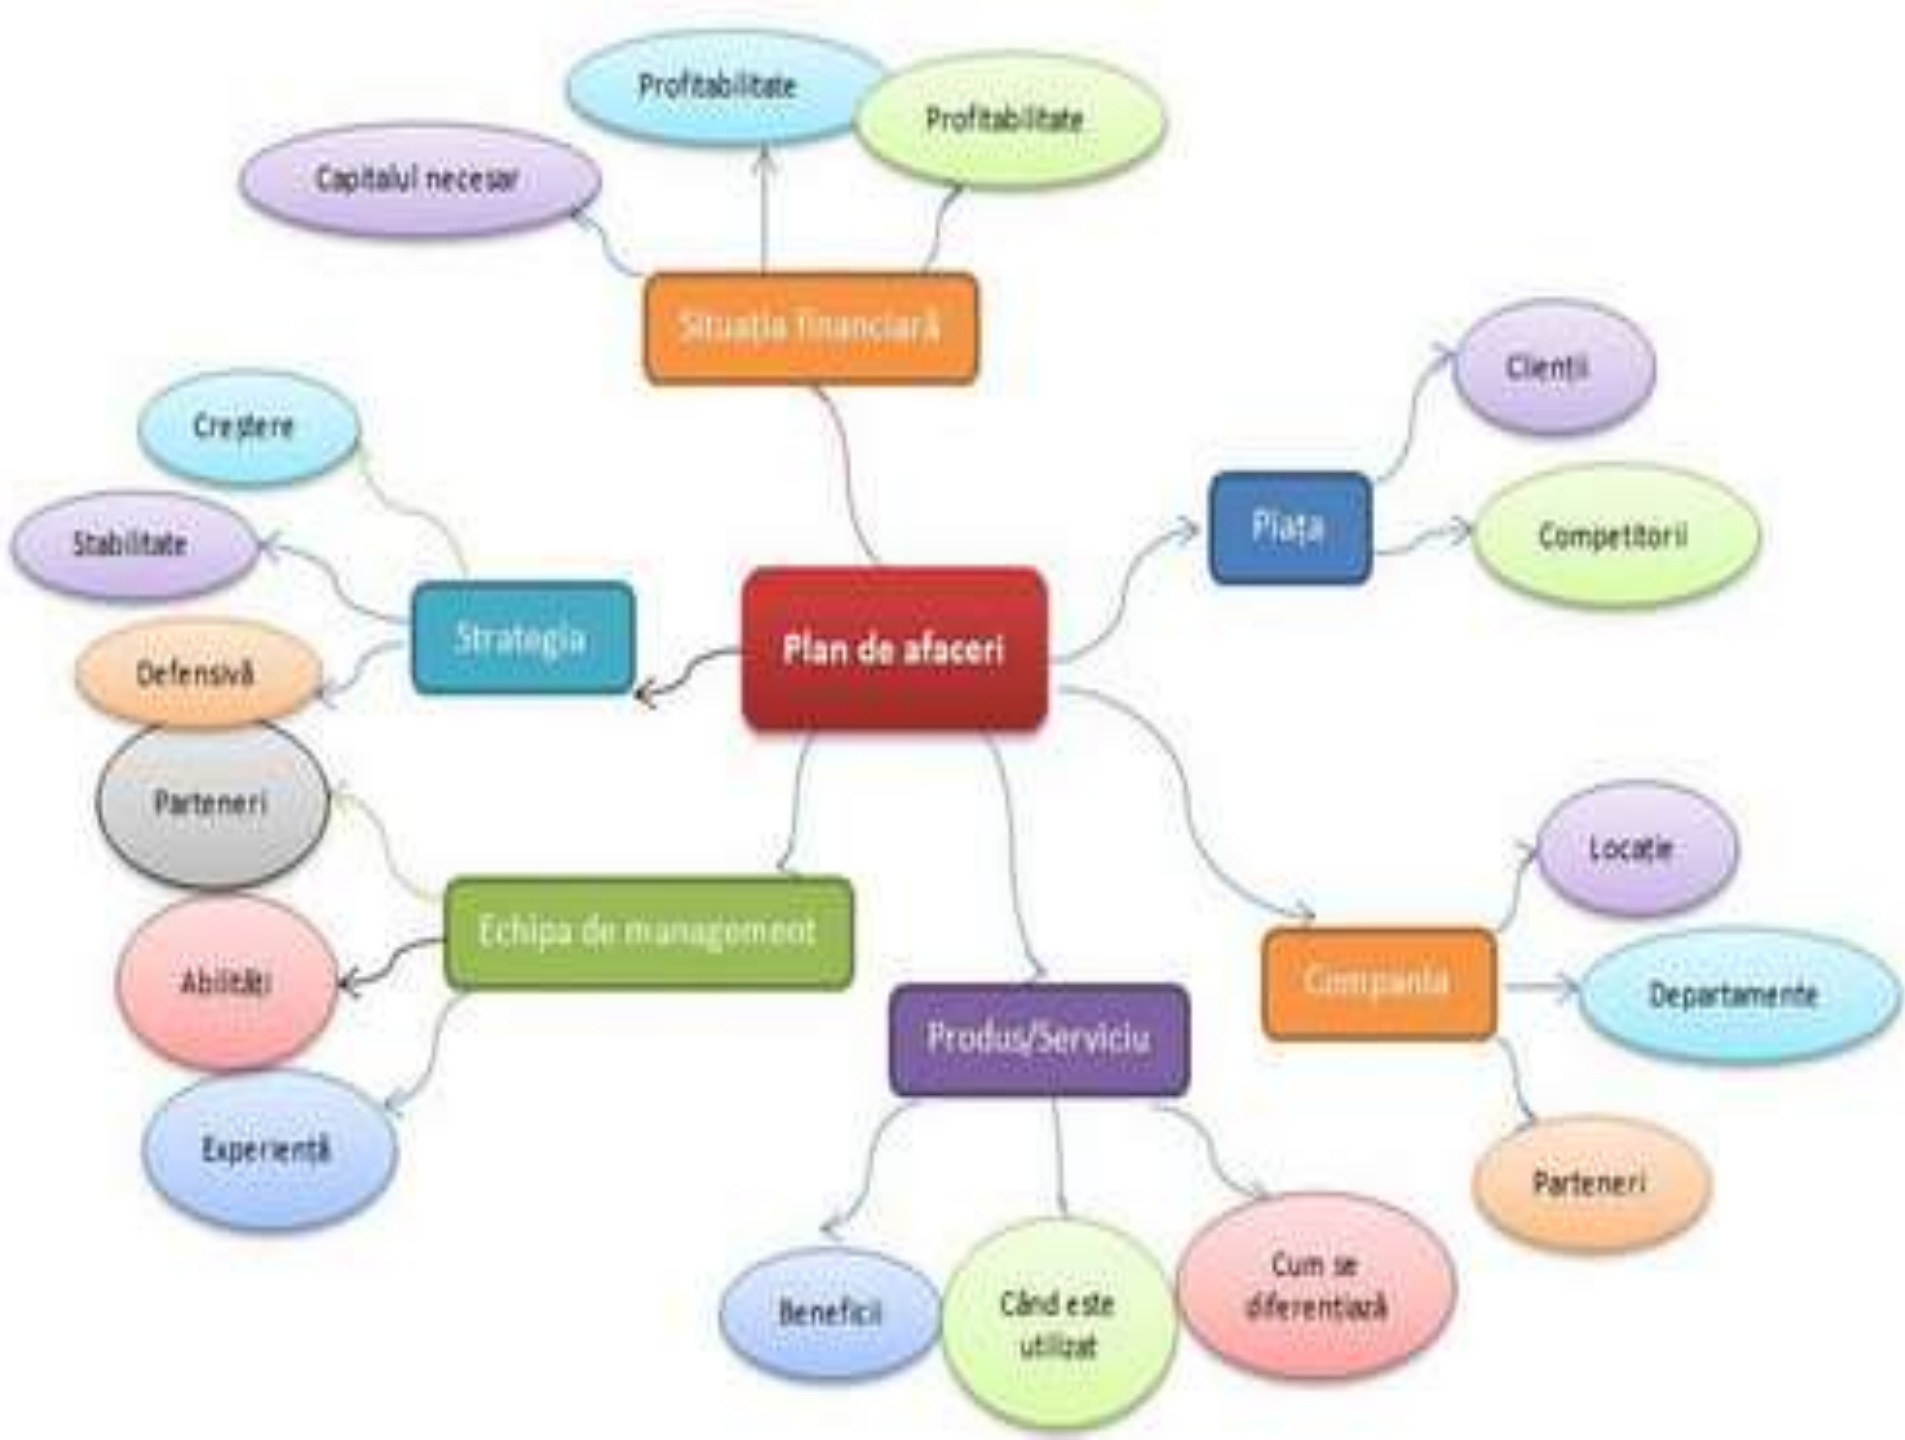 Profitabilitate
Profitabilitate
Capitalul necesar
Situația financiară
Clienții
Creștere
Piața
Competitorii
Stabilitate
Strategia
Plan de afaceri
Defensivă
Parteneri
Locație
Echipa de management
Abilități
Compania
Departamente
Produs/Serviciu
Experiență
Parteneri
Beneficii
Când este
utilizat
Cum se
diferențiază